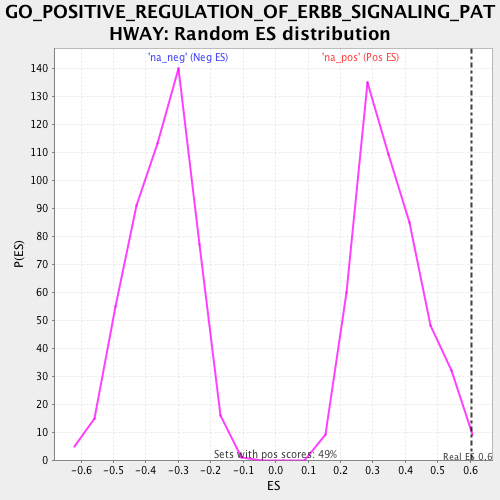 GO_POSITIVE_REGULATION_OF_ERBB_SIGNALING_PAT
HWAY: Random ES distribution
'na_neg' (Neg ES)
'na_pos' (Pos ES)
140
130
120
110
100
90
80
70
60
50
40
30
20
10
0
P(ES)
Sets with pos scores: 49%
Real ES 0.6
-0.6 -0.5 -0.4 -0.3 -0.2 -0.1 0.0 0.1 0.2 0.3 0.4 0.5 0.6
ES